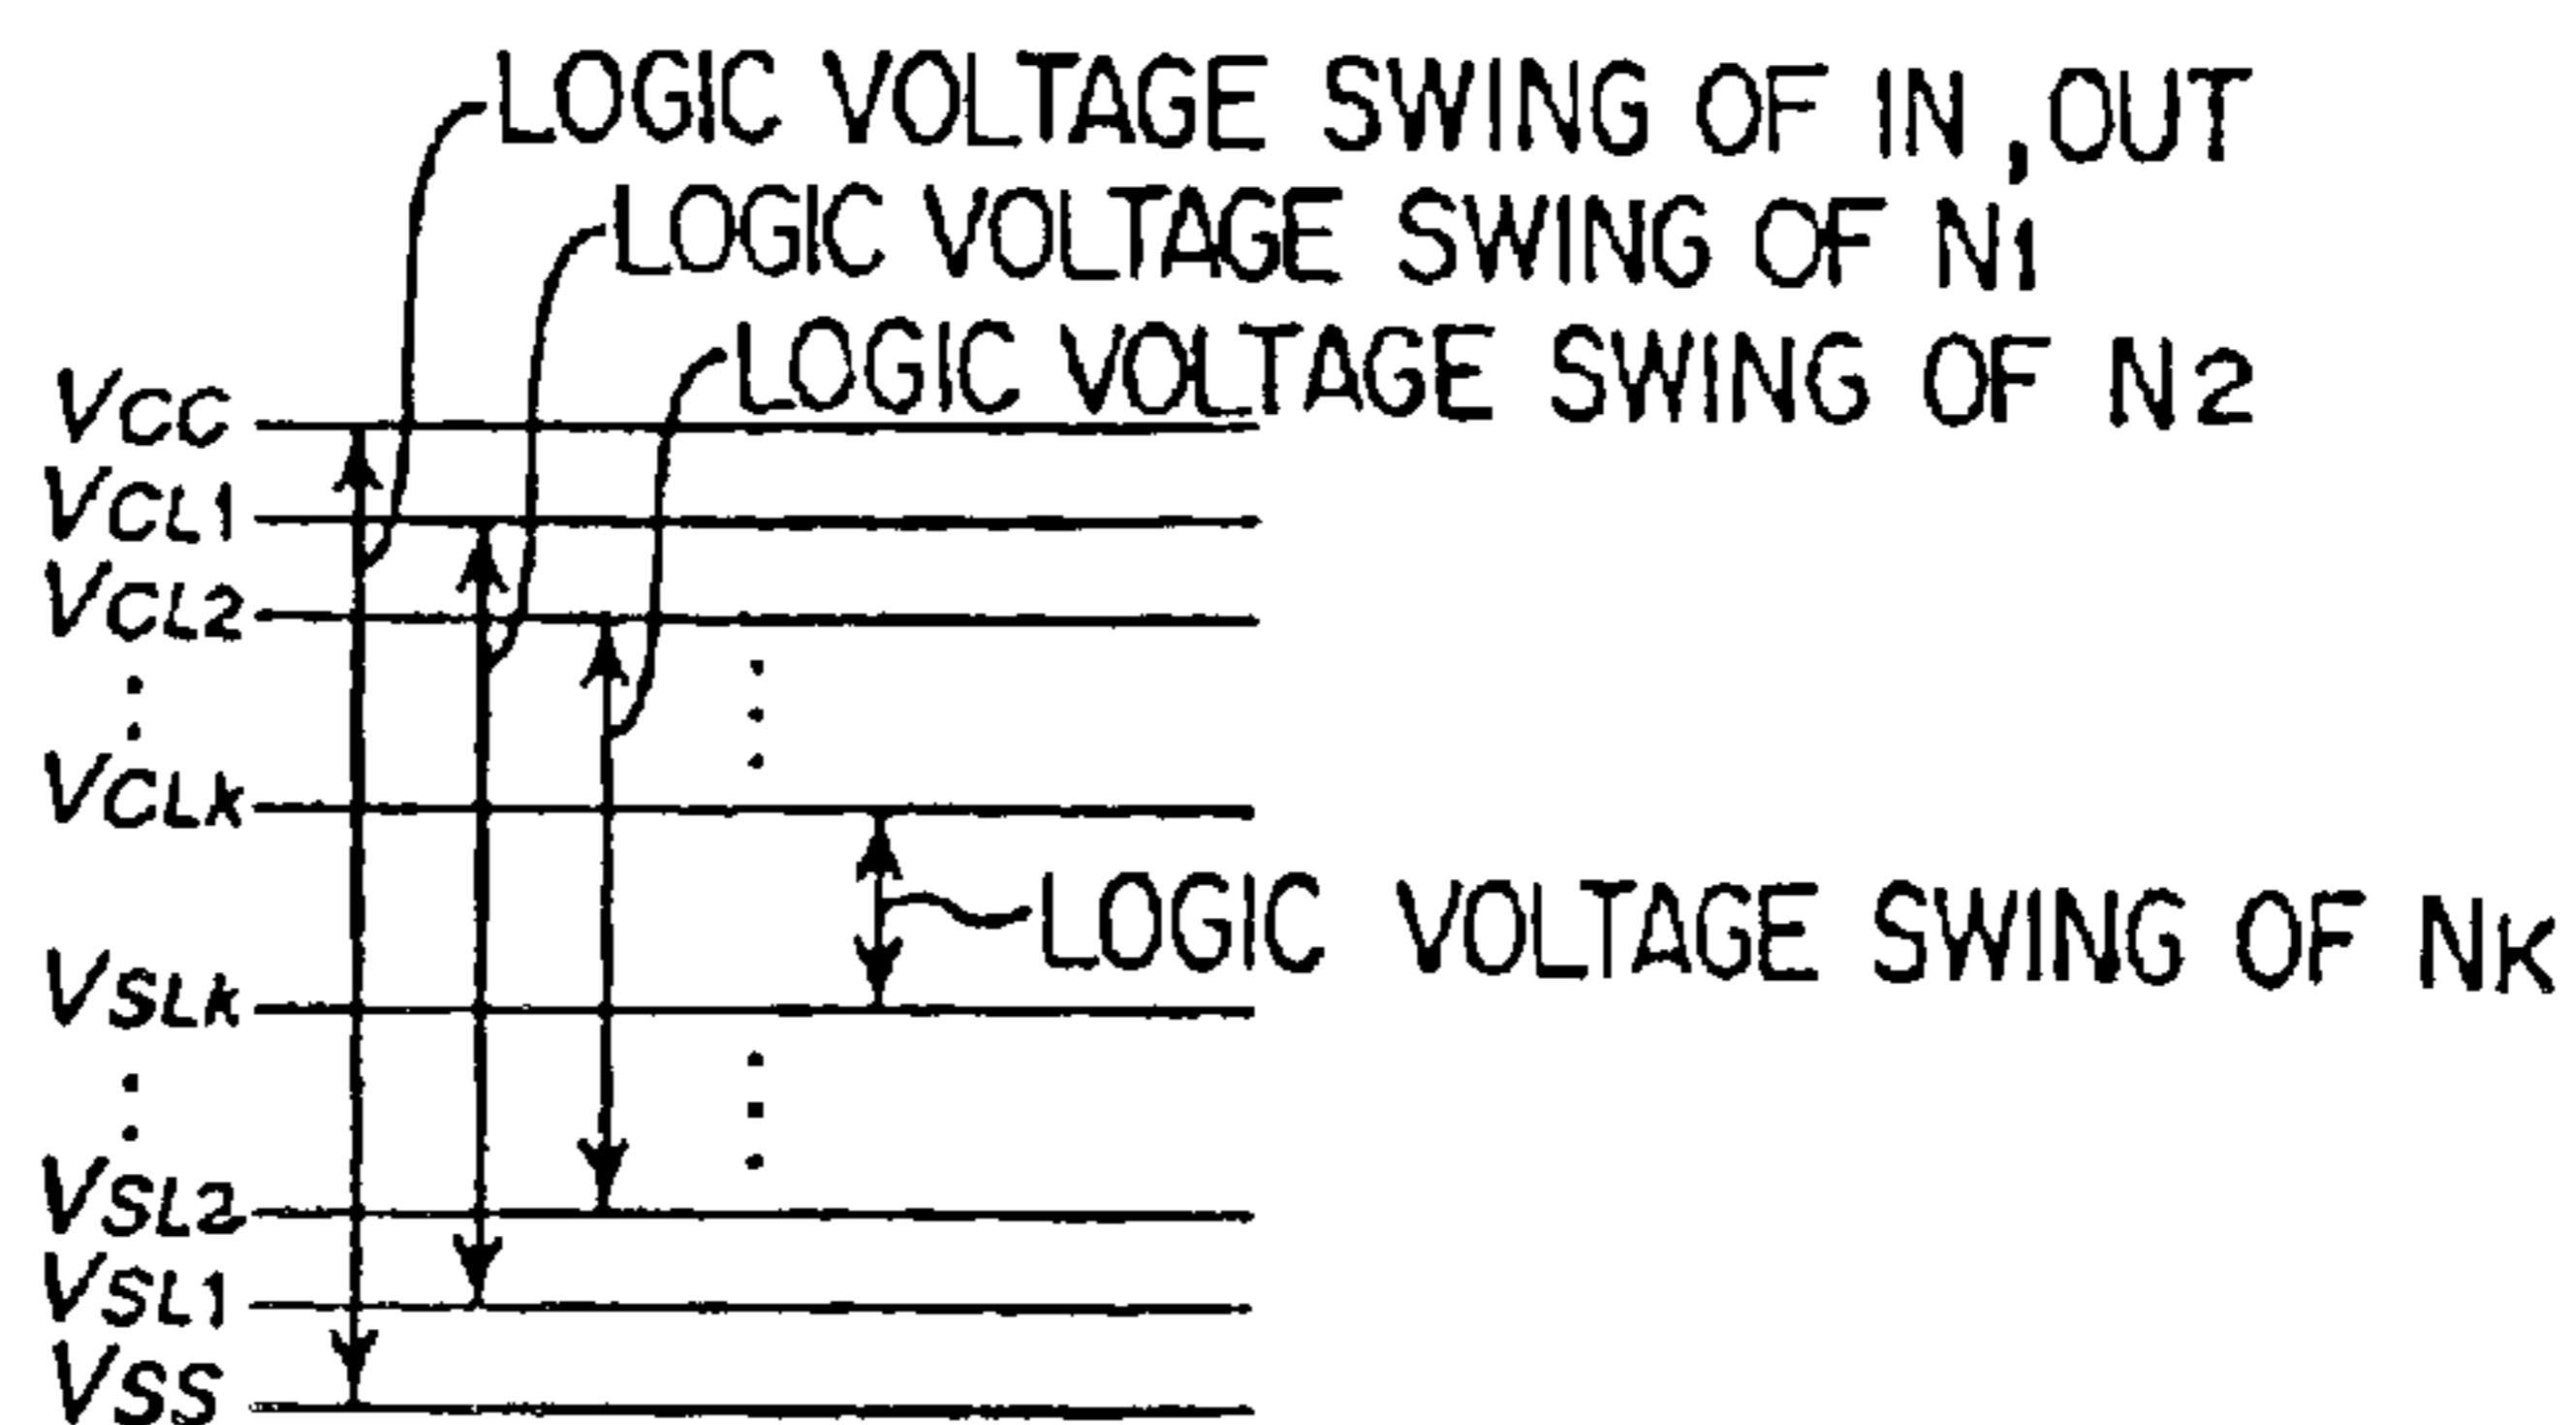 LOGIC VOLTAGE SWING OF IN, OUT
LOGIC VOLTAGE SWING OF N1
LOGIC VOLTAGE SWING OF N2
VCC
VCL1
VCL2
VCLk
LOGIC VOLTAGE SWING OF NK
VSLk
VSL2
VSL1
VSS